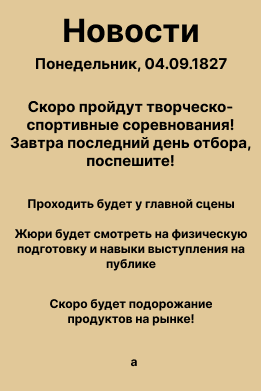 Новости
Понедельник, 04.09.1827
Скоро пройдут творческо-
спортивные соревнования!
Завтра последний день отбора,
поспешите!
Проходить будет у главной сцены
Жюри будет смотреть на физическую
подготовку и навыки выступления на
публике
Скоро будет подорожание
продуктов на рынке!
а